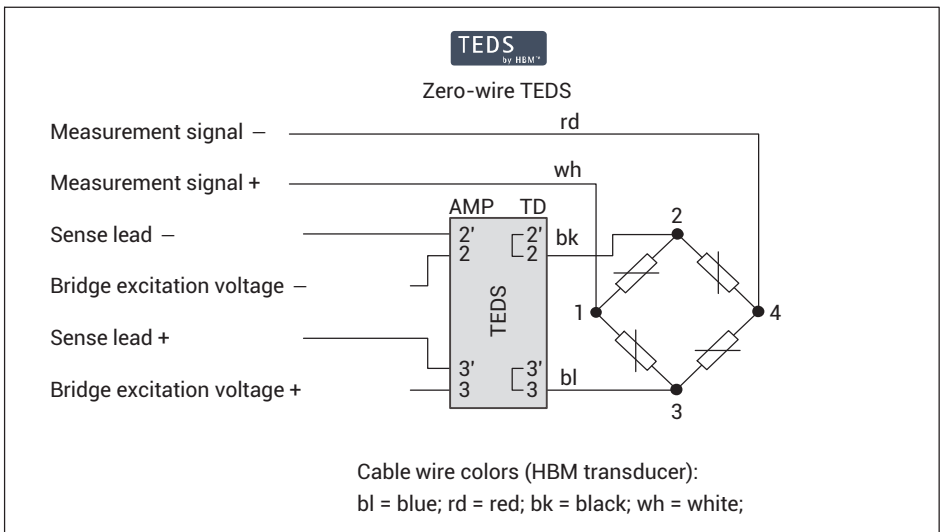 TEDS
by HBM™
Zero-wire TEDS
Measurement signal –
rd
Measurement signal +
wh
AMP
TD
2
Sense lead –
2'
2'
bk
2
2
Bridge excitation voltage –
TEDS
1
4
Sense lead +
3'
3'
bl
Bridge excitation voltage +
3
3
3
Cable wire colors (HBM transducer):
bl = blue; rd = red; bk = black; wh = white;